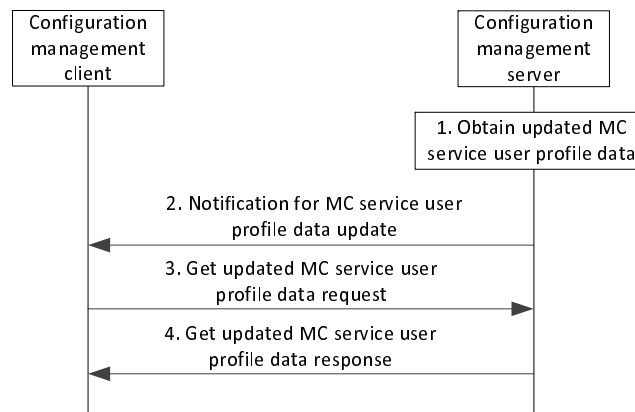 Configuration
management
client
Configuration
management
server
1. Obtain updated MC
service user profile data
2. Notification for MC service user
profile data update
3. Get updated MC service user
profile data request
4. Get updated MC service user
profile data response